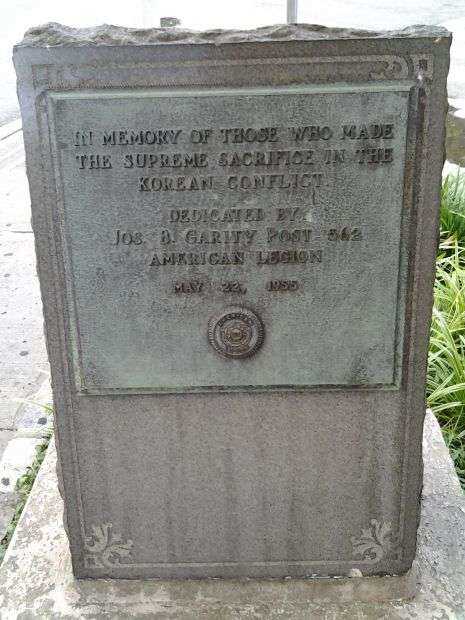 IN MEMORY OF THOSE WHO MADE
THE SUPREME SACRIFICE IN THE
KOREAN CONFLICT
DEDICATED BY
JOS. B. GARITY POST 562
AMERICAN LEGION
MAY 22, 1955